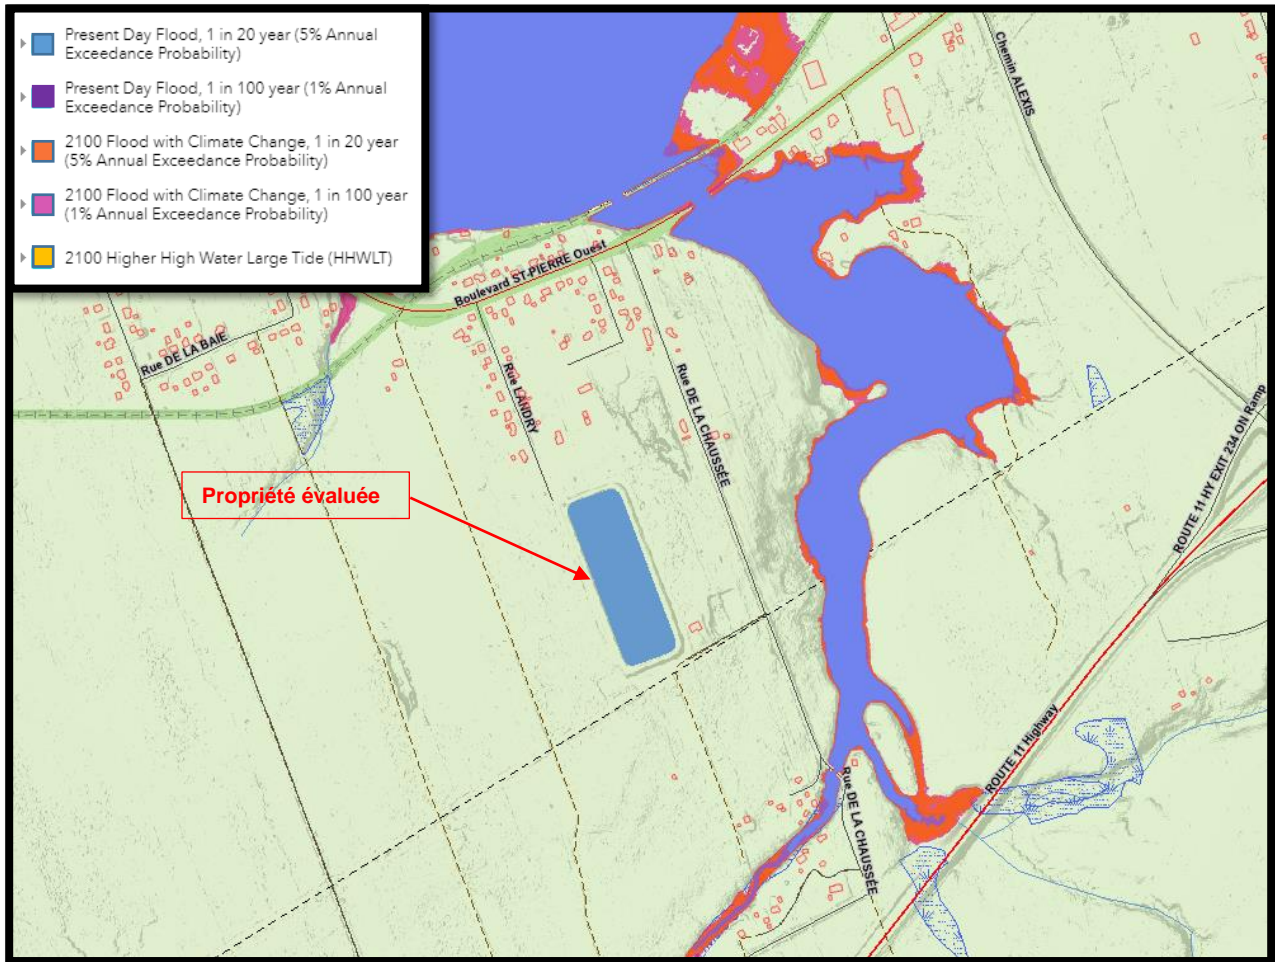 Present Day Flood, 1 in 20 year (5% Annual
Exceedance Probability)
Present Day Flood, 1 in 100 year (1% Annual
Exceedance Probability)
2100 Flood with Climate Change, 1 in 20 year
(5% Annual Exceedance Probability)
2100 Flood with Climate Change, 1 in 100 year
(1% Annual Exceedance Probability)
2100 Higher High Water Large Tide (HHWLT)
Chemin ALEXIS
Boulevard ST-PIERRE Ouest
Rue DE LA BAIE
Rue LANDRY
Rue DE LA CHAUSSÉE
ROUTE 11 HY EXIT 234 ON Ramp
Propriété évaluée
ROUTE 11 Highway
Rue DE LA CHAUSSÉE